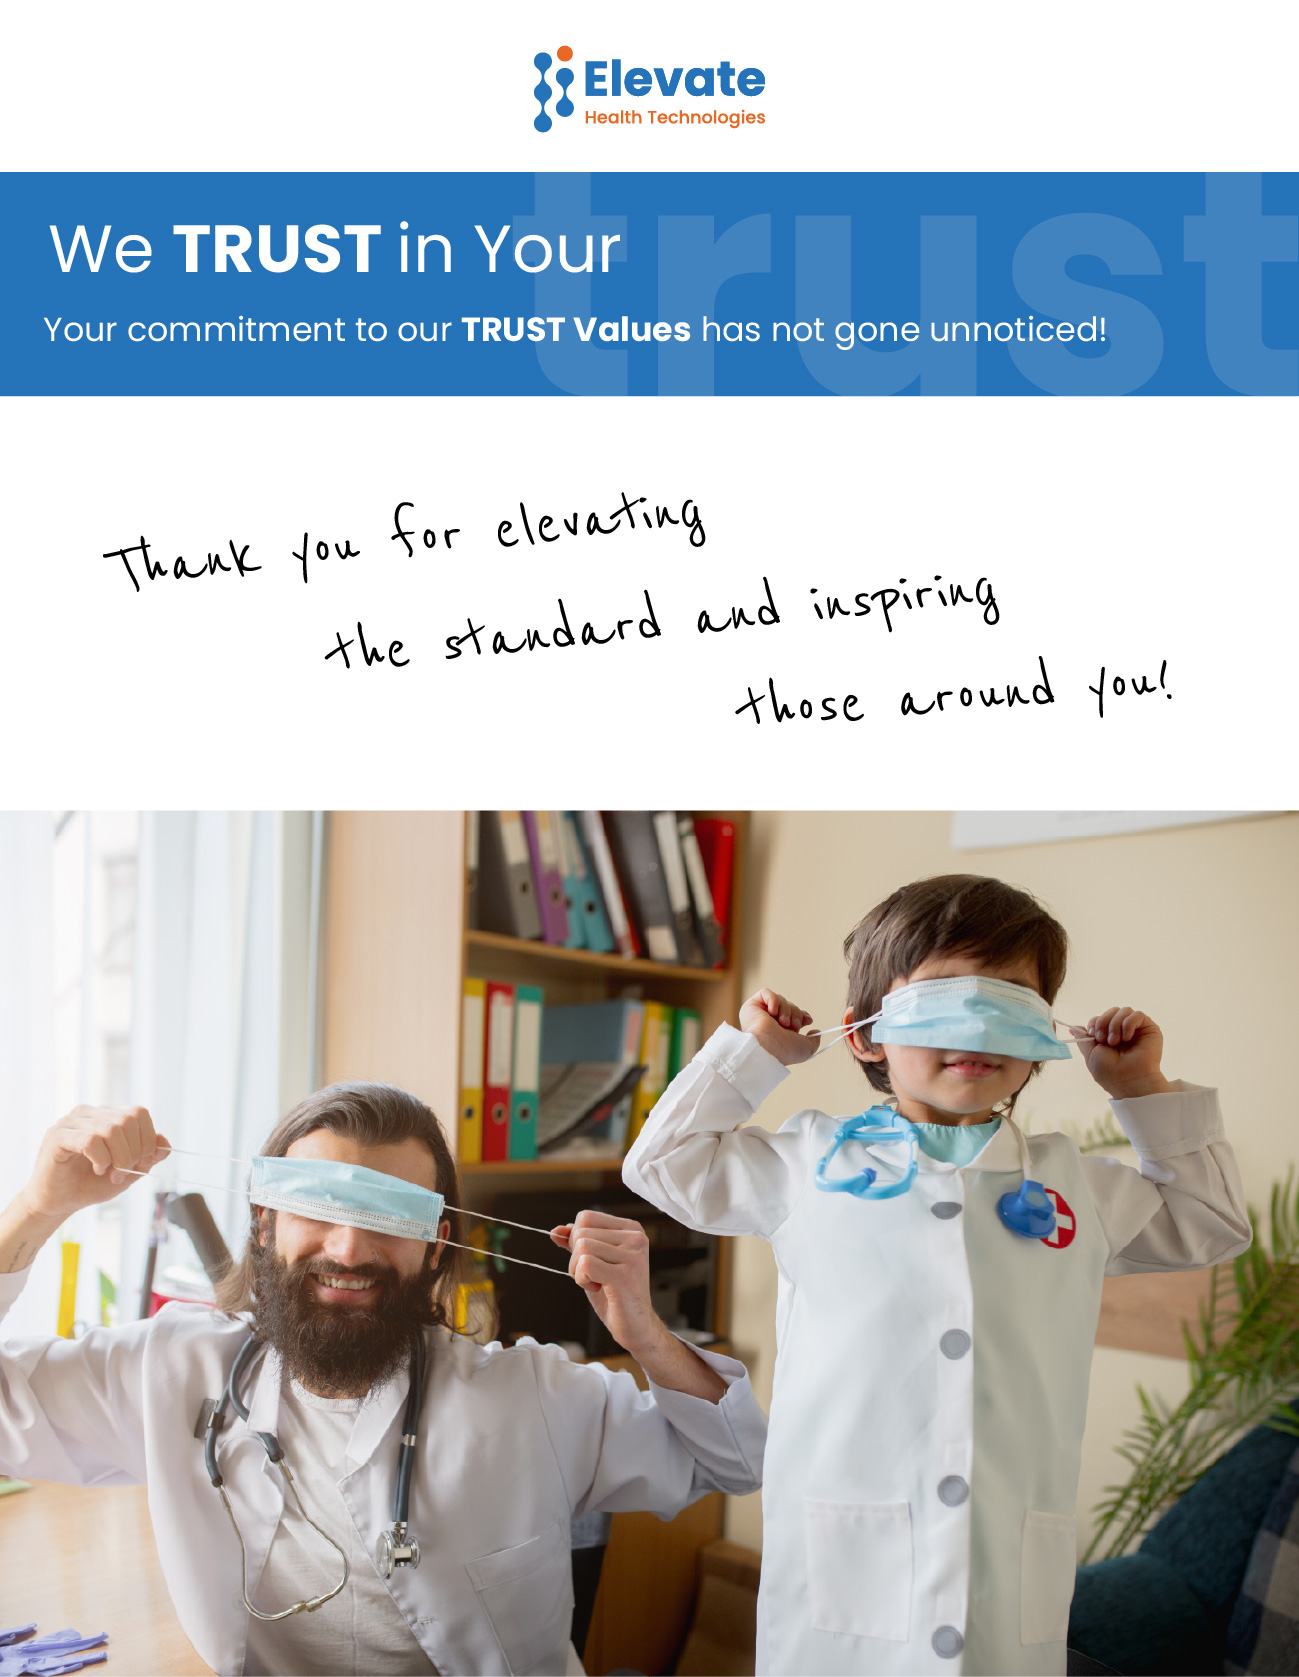 Elevate
Health Technologies
trust
We TRUST in Your
Your commitment to our TRUST Values has not gone unnoticed!
Thank you for elevating
the standard and inspiring
those around you!